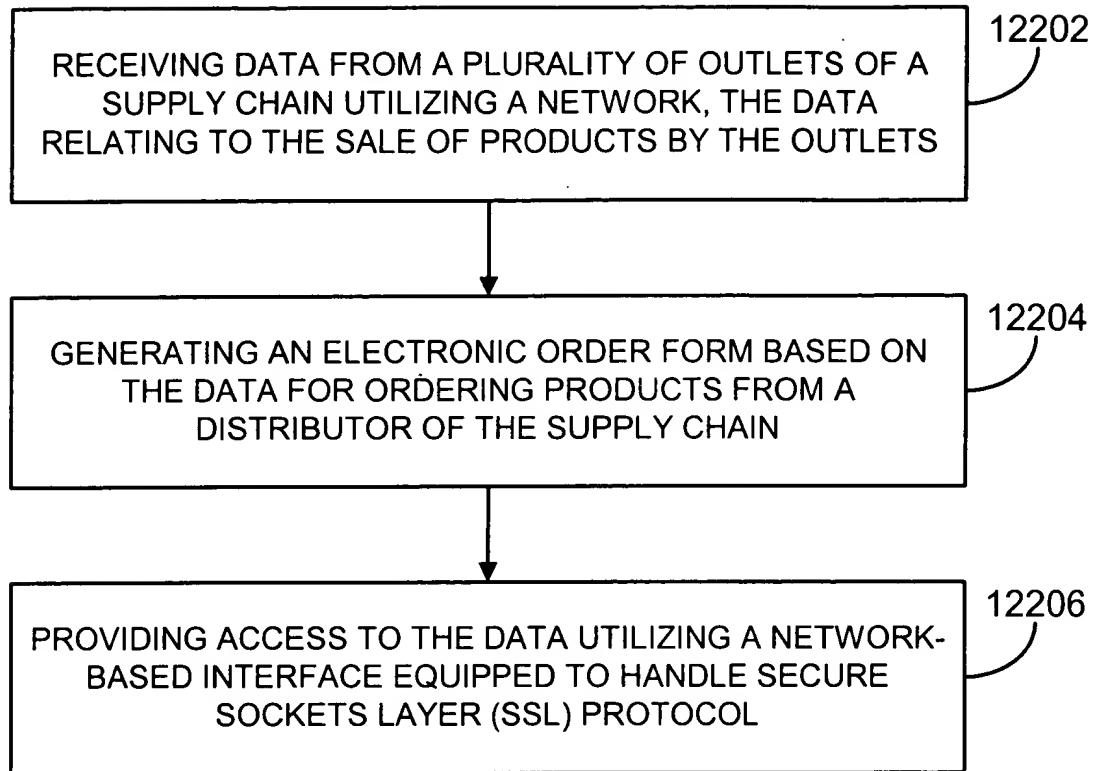 12202
RECEIVING DATA FROM A PLURALITY OF OUTLETS OF A
SUPPLY CHAIN UTILIZING A NETWORK, THE DATA
RELATING TO THE SALE OF PRODUCTS BY THE OUTLETS
12204
GENERATING AN ELECTRONIC ORDER FORM BASED ON
THE DATA FOR ORDERING PRODUCTS FROM A
DISTRIBUTOR OF THE SUPPLY CHAIN
12206
PROVIDING ACCESS TO THE DATA UTILIZING A NETWORK-
BASED INTERFACE EQUIPPED TO HANDLE SECURE
SOCKETS LAYER (SSL) PROTOCOL